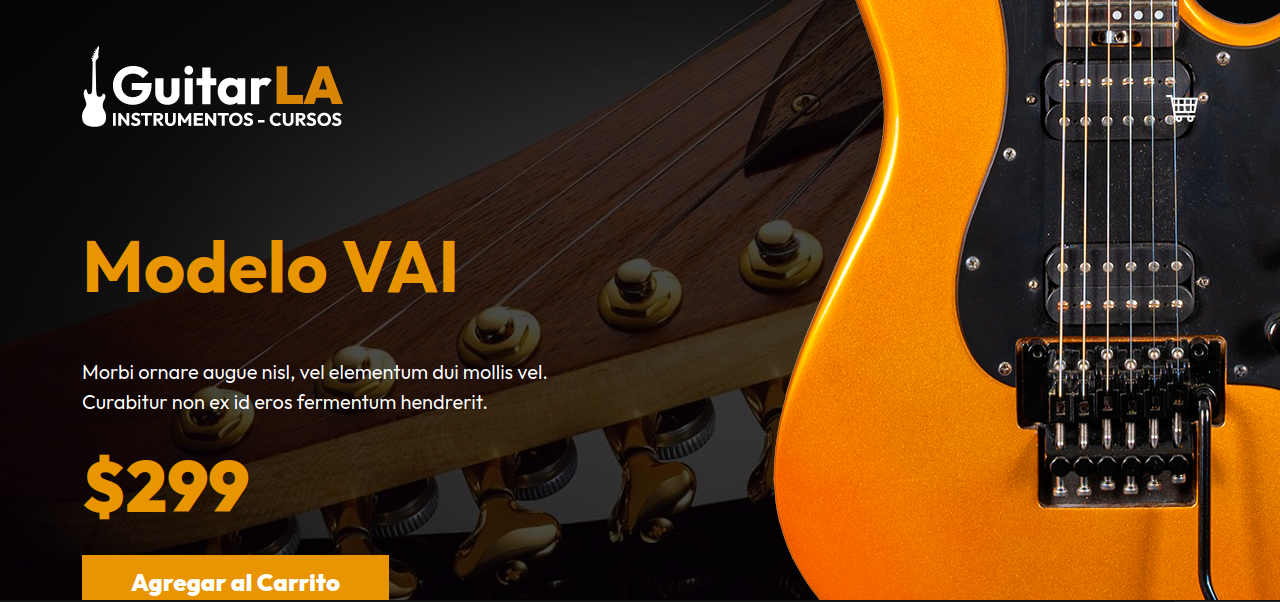 GuitarLA
INSTRUMENTOS - CURSOS
Modelo VAI
Morbi ornare augue nisl, vel elementum dui mollis vel.
Curabitur non ex id eros fermentum hendrerit.
$299
Agregar al Carrito